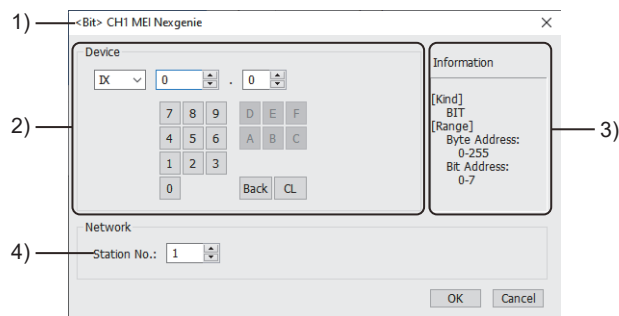 1)
<Bit> CH1 MEI Nexgenie
Device
IX 0 . 0
7 8 9 D E F
4 5 6 A B C
1 2 3
0 Back CL
2)
Information
[Kind]
BIT
[Range]
Byte Address:
0-255
Bit Address:
0-7
3)
Network
4)
Station No.: 1
OK Cancel